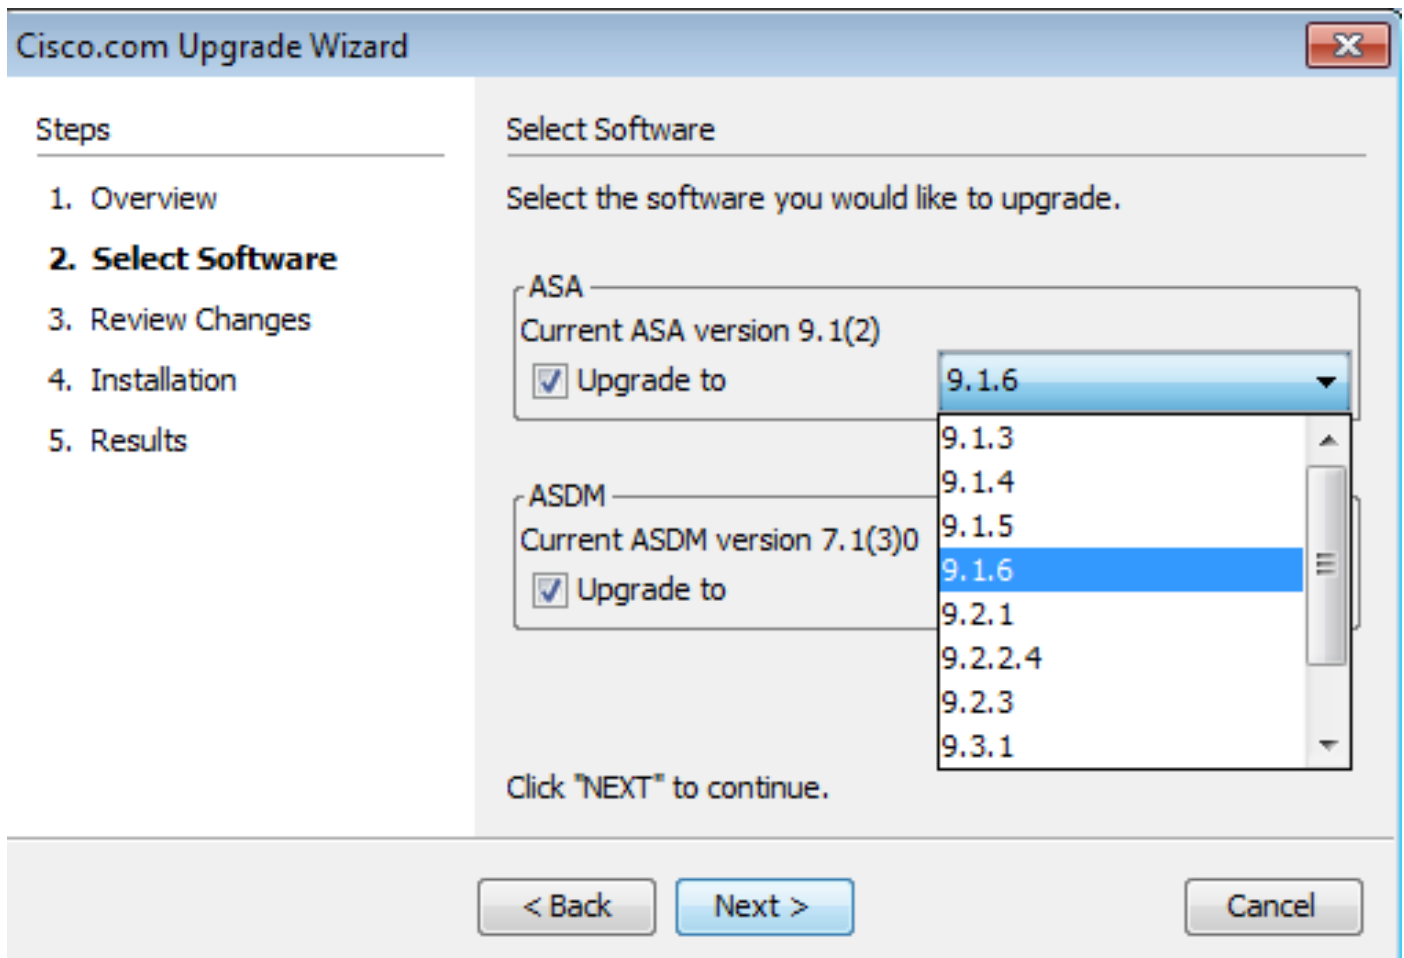 Cisco.com Upgrade Wizard
Steps
1. Overview
2. Select Software
3. Review Changes
4. Installation
5. Results
Select Software
Select the software you would like to upgrade.
ASA
Current ASA version 9.1(2)
Upgrade to
9.1.6
9.1.3
9.1.4
9.1.5
9.1.6
9.2.1
9.2.2.4
9.2.3
9.3.1
ASDM
Current ASDM version 7.1(3)0
Upgrade to
Click "NEXT" to continue.
< Back
Next >
Cancel